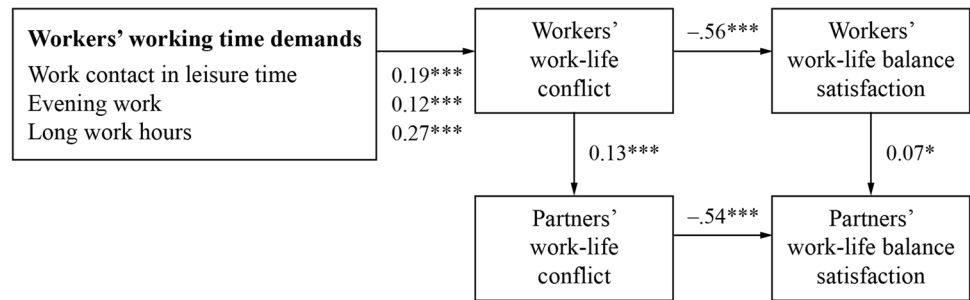 Workers’ working time demands
Work contact in leisure time
Evening work
Long work hours
0.19***
0.12***
0.27***
Workers’
work-life
conflict
–.56***
Workers’
work-life balance
satisfaction
0.13***
0.07*
Partners’
work-life
conflict
–.54***
Partners’
work-life balance
satisfaction